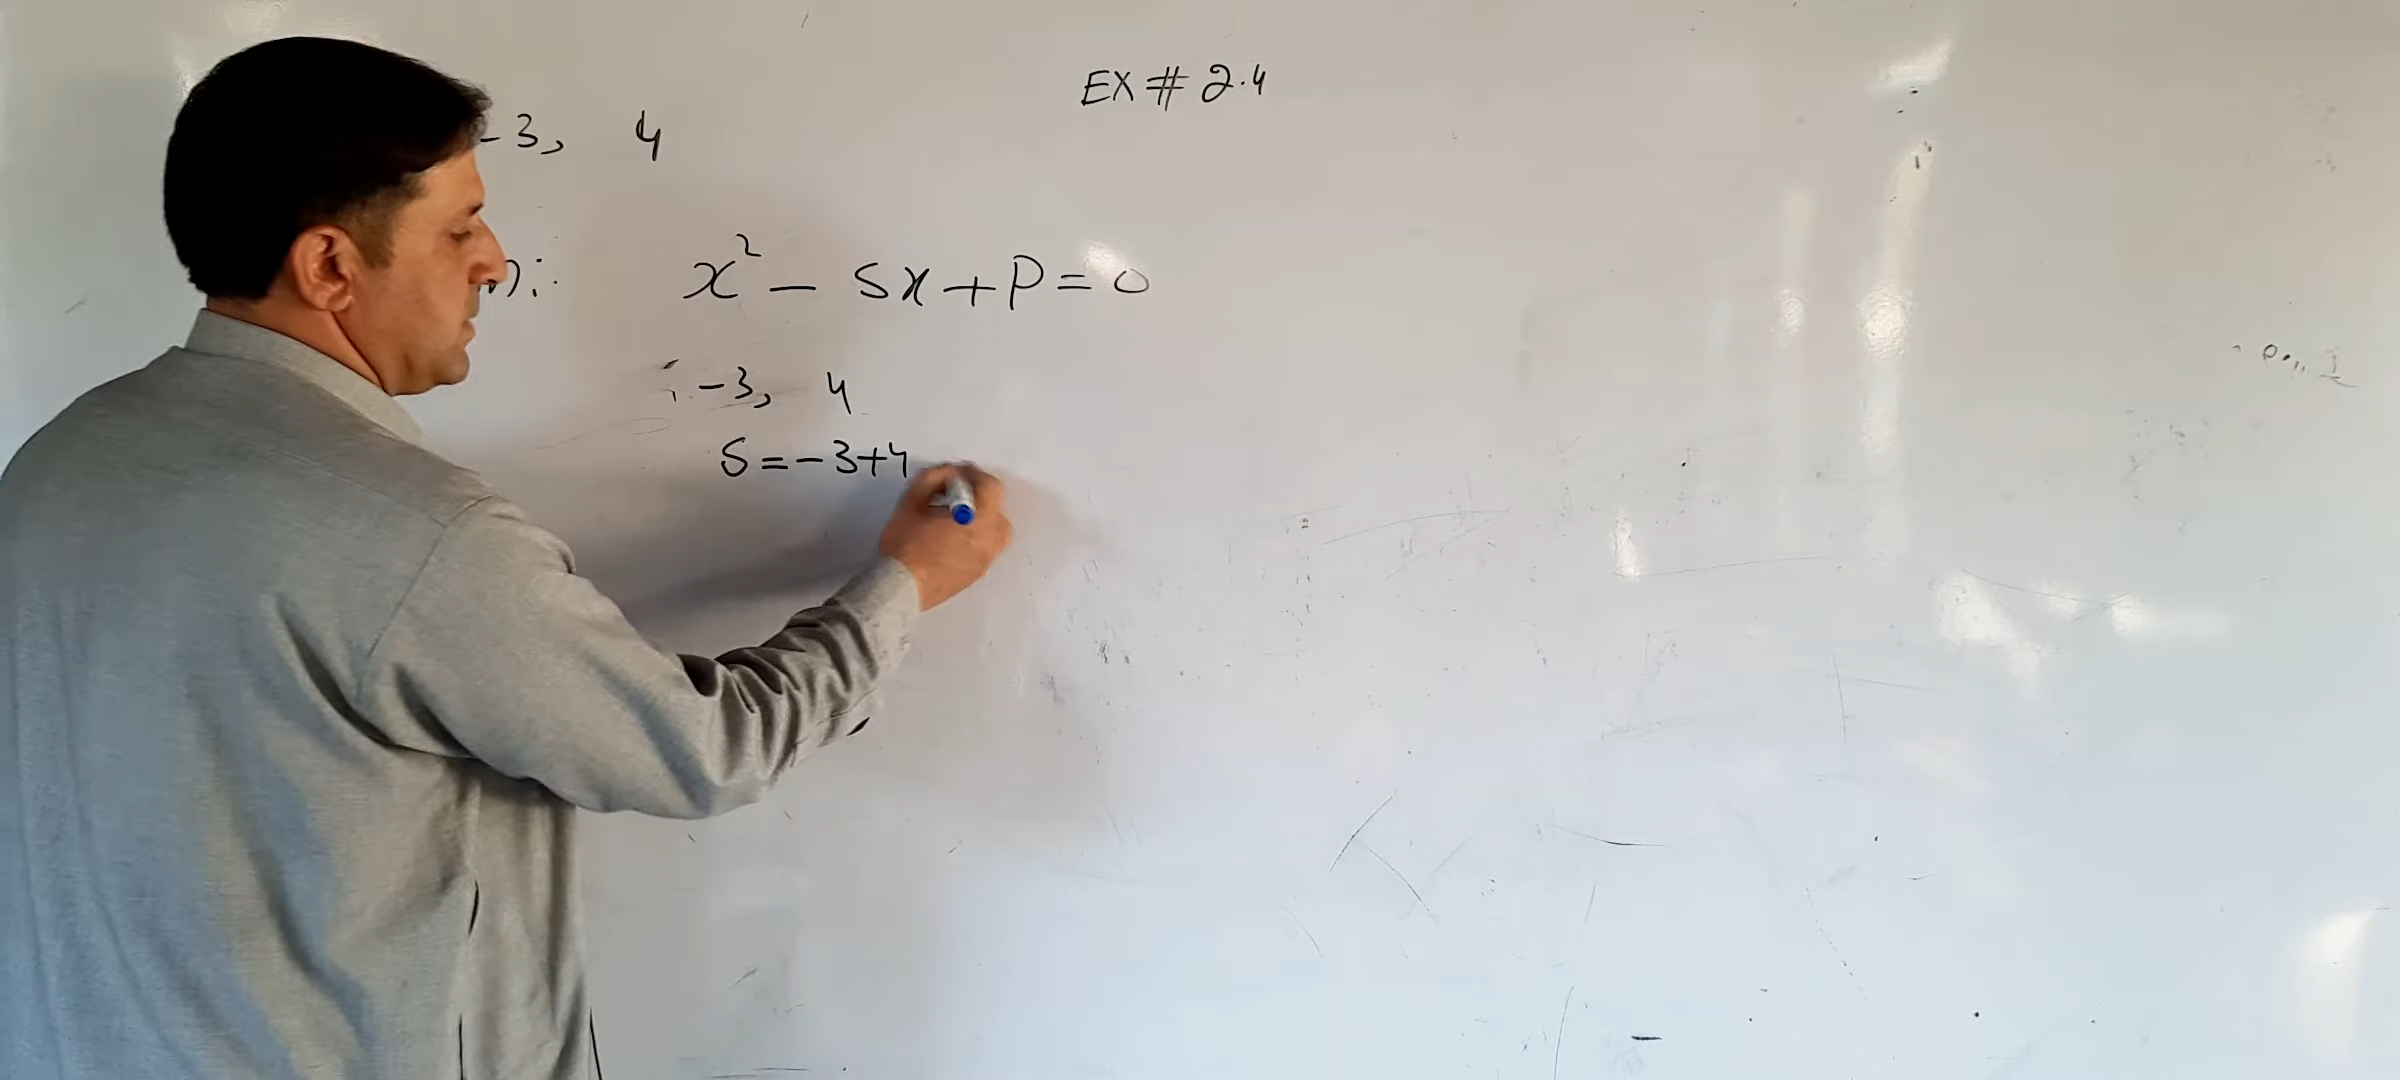 EX # 2.4
-3, 4
x² - Sx + P = 0
-3, 4
S = -3+4